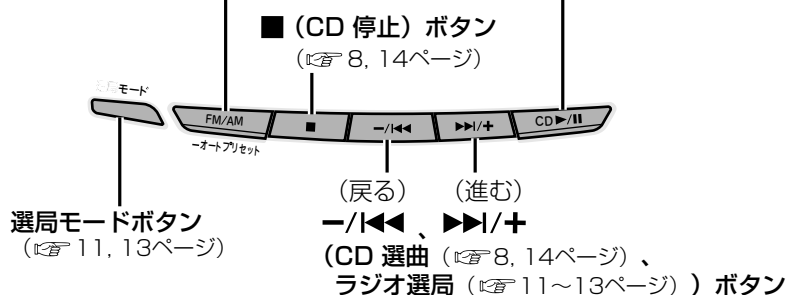 ■(CD 停止)ボタン
(☞8, 14ページ)
選局モード
FM/AM
■
−/|◀◀
▶▶|/+
CD▶/||
−オートプリセット
(戻る)
(進む)
選局モードボタン
(☞11, 13ページ)
−/|◀◀、▶▶|/+
(CD 選曲(☞8, 14ページ)、
ラジオ選局(☞11〜13ページ))ボタン